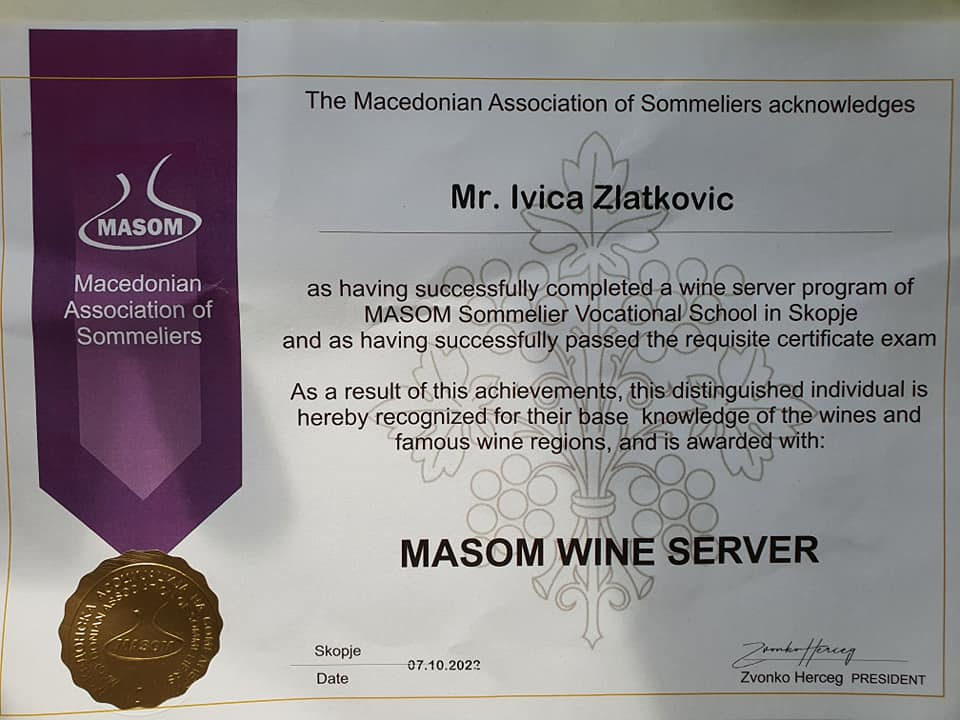 The Macedonian Association of Sommeliers acknowledges
Mr. Ivica Zlatkovic
MASOM
Macedonian
Association of
Sommeliers
as having successfully completed a wine server program of
MASOM Sommelier Vocational School in Skopje
and as having successfully passed the requisite certificate exam
As a result of this achievements, this distinguished individual is
hereby recognized for their base knowledge of the wines and
famous wine regions, and is awarded with:
MASOM WINE SERVER
MASOM
Skopje
07.10.2022
Date
Zvonko Herceg
Zvonko Herceg PRESIDENT